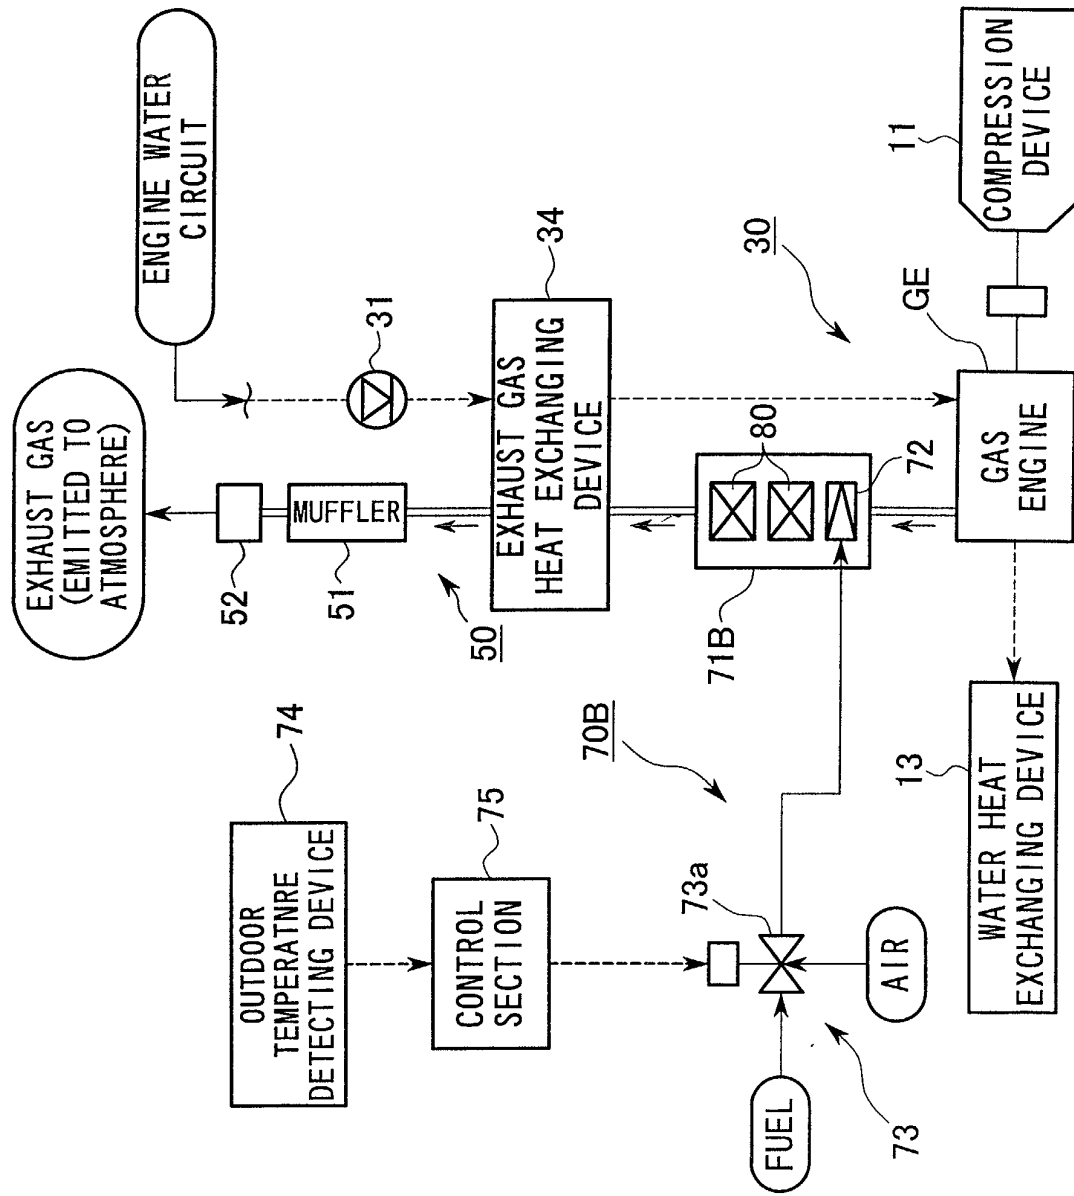 EXHAUST GAS
(EMITTED TO
ATMOSPHERE)
ENGINE WATER
CIRCUIT
52
MUFFLER
51
50
31
EXHAUST GAS
HEAT EXCHANGING
DEVICE
34
30
OUTDOOR
TEMPERATNRE
DETECTING DEVICE
74
CONTROL
SECTION
75
70B
71B
80
72
73a
FUEL
AIR
73
GAS
ENGINE
GE
COMPRESSION
DEVICE
11
WATER HEAT
EXCHANGING DEVICE
13